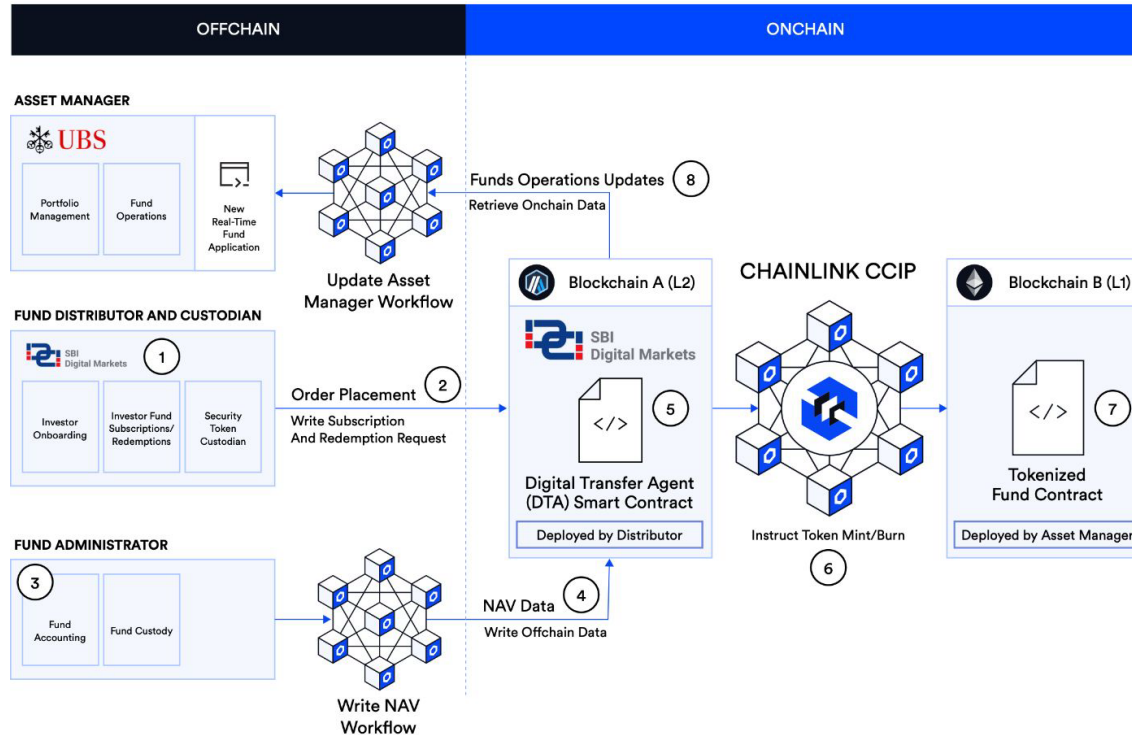 OFFCHAIN
ONCHAIN
ASSET MANAGER
UBS
Portfolio
Management
Fund
Operations
New
Real-Time
Fund
Application
Update Asset
Manager Workflow
Funds Operations Updates
8
Retrieve Onchain Data
FUND DISTRIBUTOR AND CUSTODIAN
SBI
Digital Markets
1
Investor
Onboarding
Investor Fund
Subscriptions/
Redemptions
Security
Token
Custodian
Order Placement
2
Write Subscription
And Redemption Request
Blockchain A (L2)
SBI
Digital Markets
</>
5
Digital Transfer Agent
(DTA) Smart Contract
Deployed by Distributor
CHAINLINK CCIP
Instruct Token Mint/Burn
6
Blockchain B (L1)
</>
7
Tokenized
Fund Contract
Deployed by Asset Manager
FUND ADMINISTRATOR
3
Fund
Accounting
Fund Custody
Write NAV
Workflow
NAV Data
4
Write Offchain Data